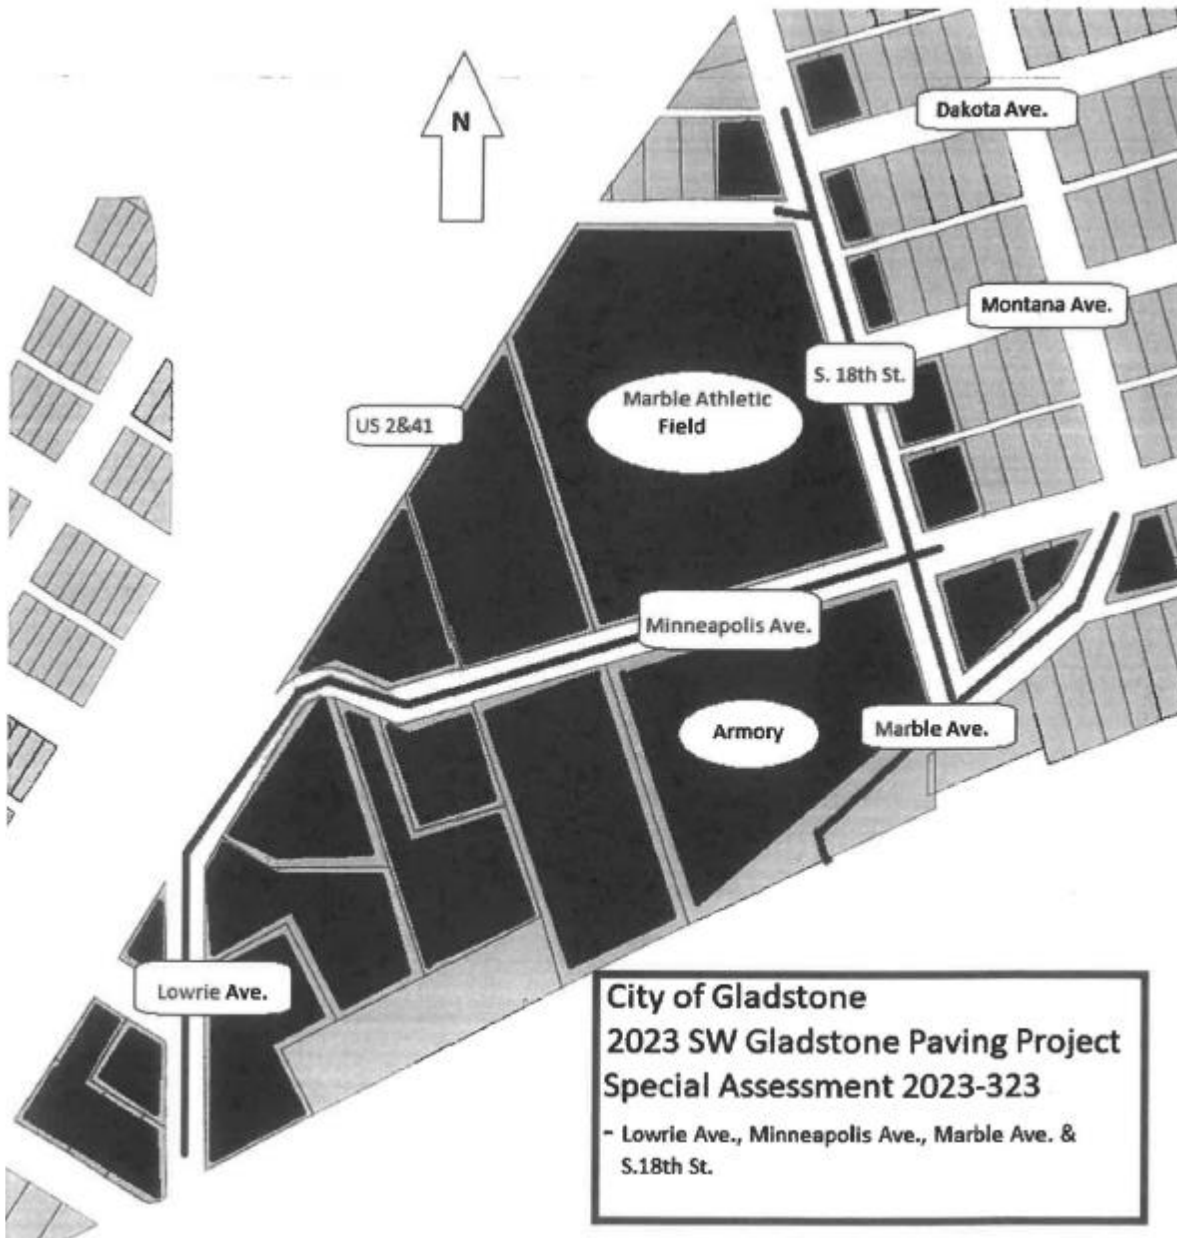 N
Dakota Ave.
Montana Ave.
S. 18th St.
Marble Athletic
Field
US 2&41
Minneapolis Ave.
Armory
Marble Ave.
Lowrie Ave.
City of Gladstone
2023 SW Gladstone Paving Project
Special Assessment 2023-323
- Lowrie Ave., Minneapolis Ave., Marble Ave. &
S.18th St.